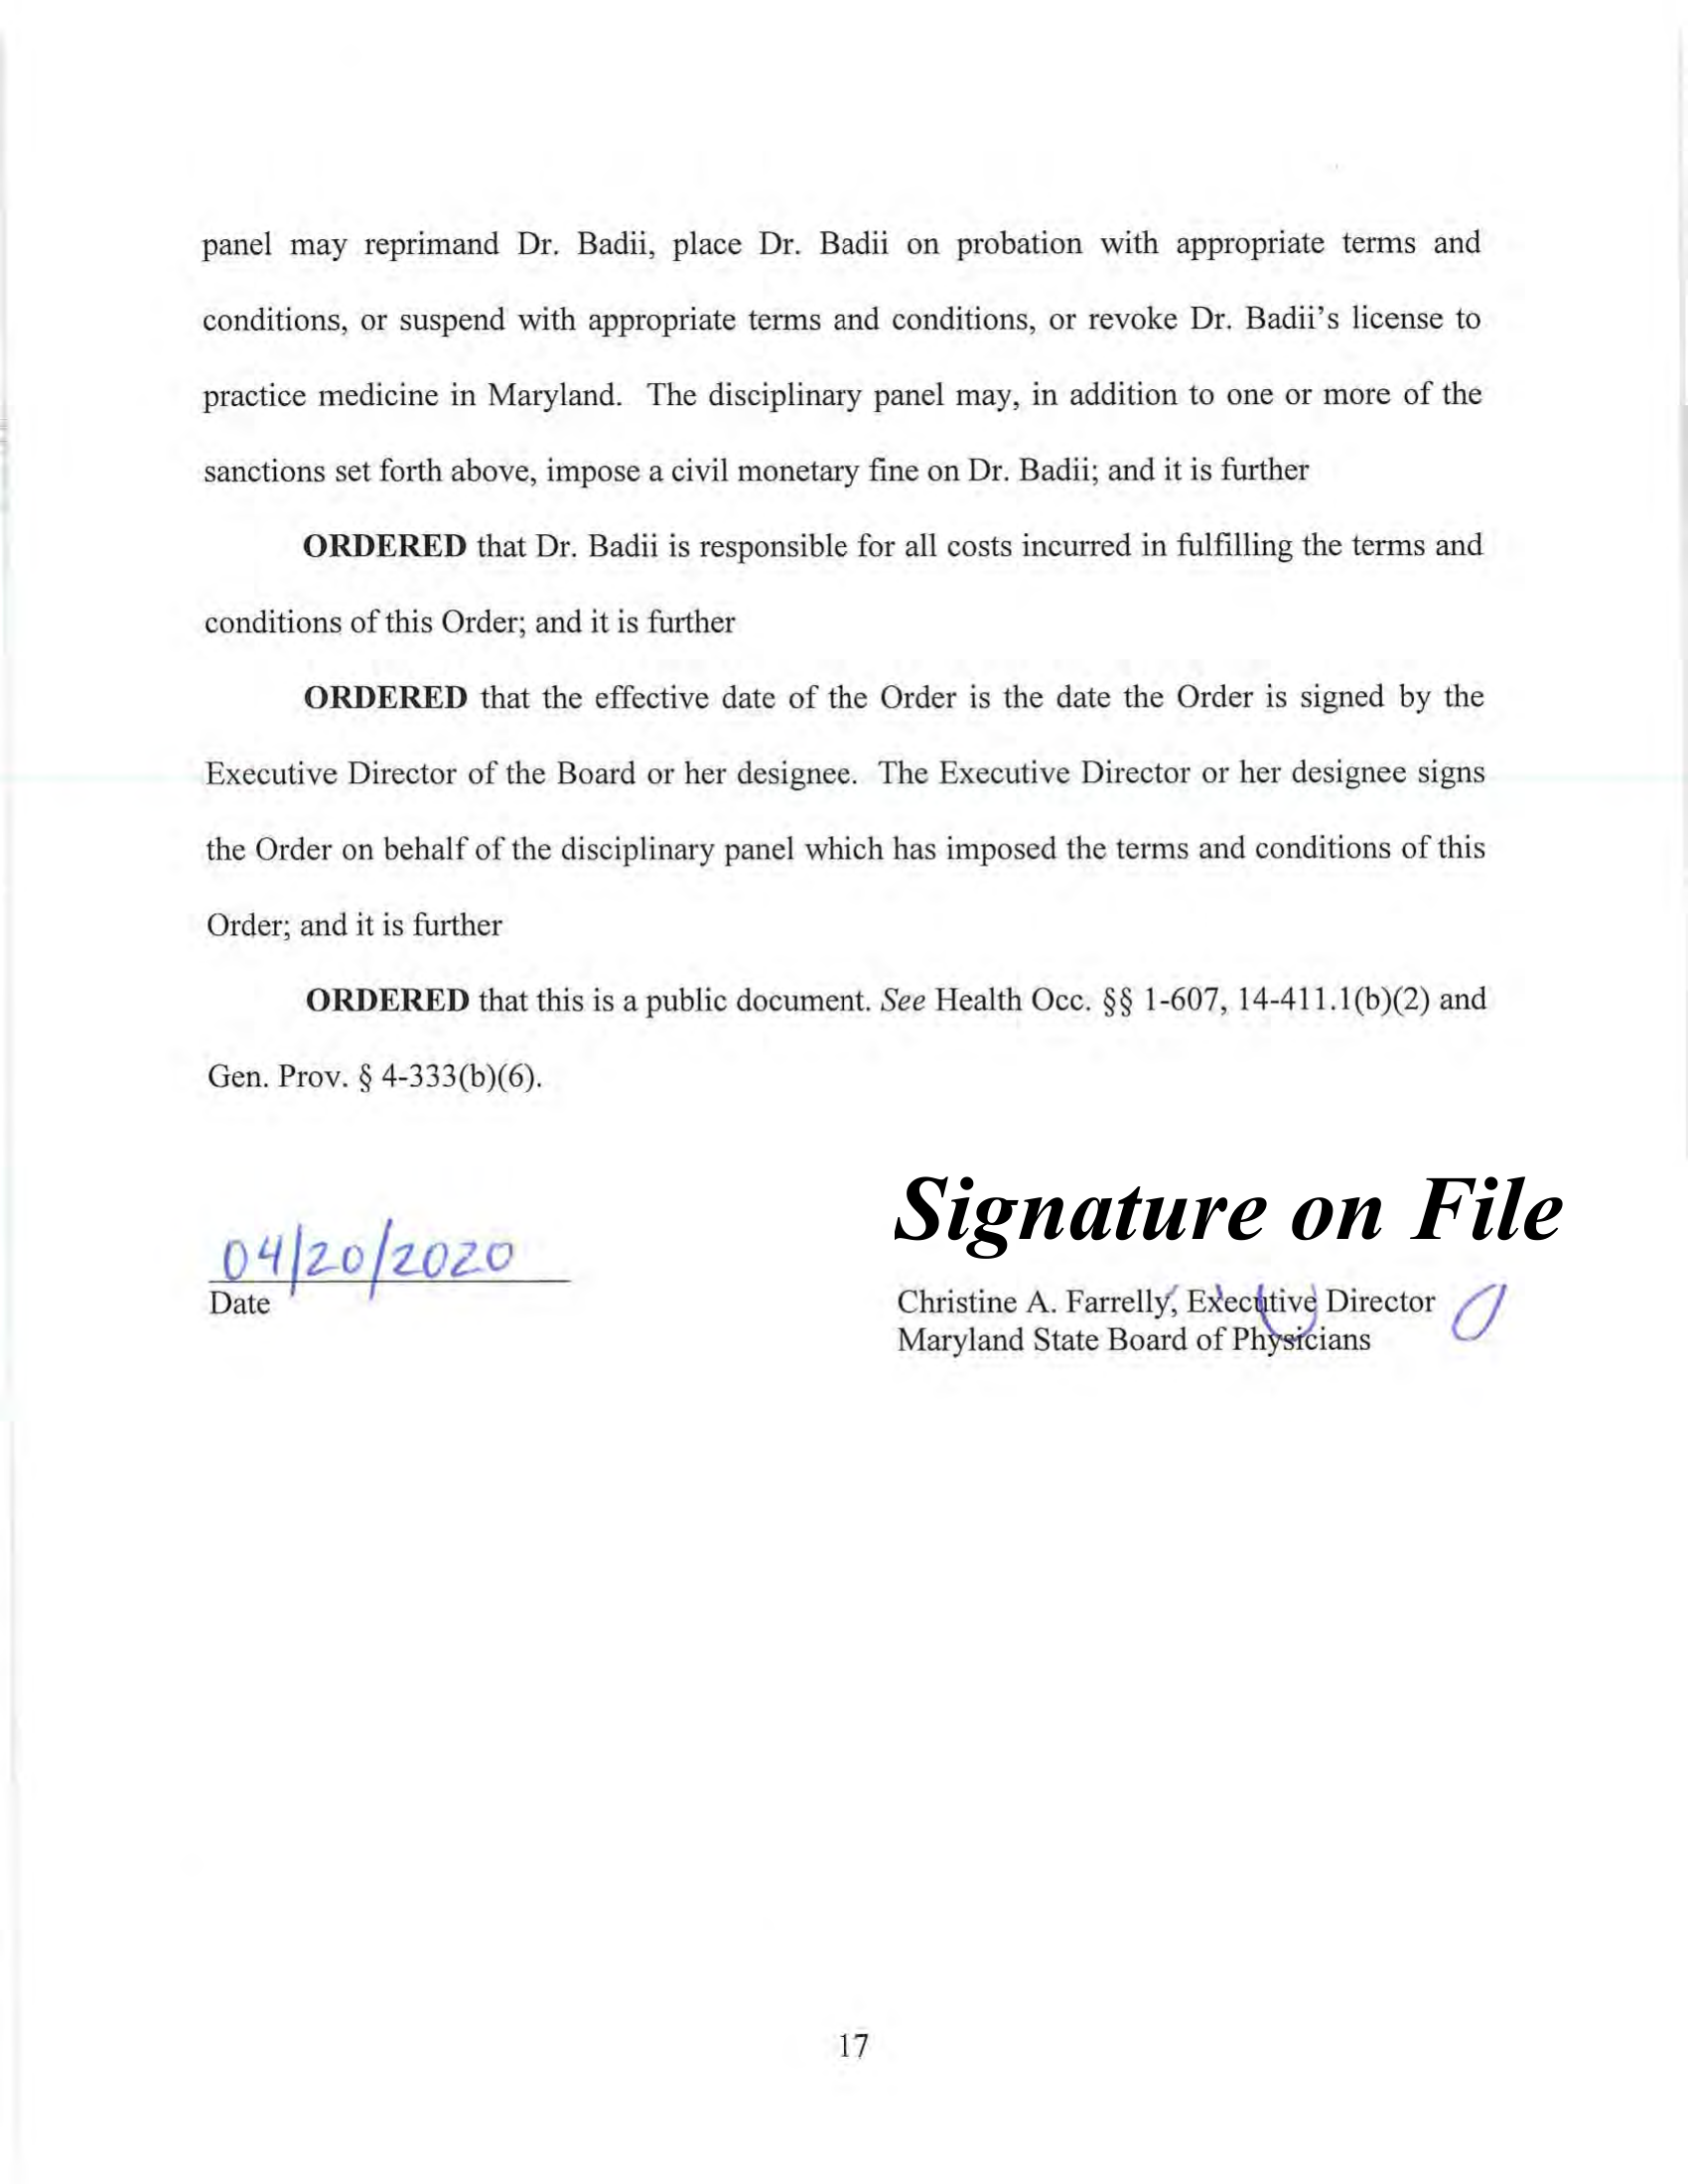 panel may reprimand Dr. Badii, place Dr. Badii on probation with appropriate terms and
conditions, or suspend with appropriate terms and conditions, or revoke Dr. Badii's license to
practice medicine in Maryland. The disciplinary panel may, in addition to one or more of the
sanctions set forth above, impose a civil monetary fine on Dr. Badii; and it is further
ORDERED that Dr. Badii is responsible for all costs incurred in fulfilling the terms and
conditions of this Order; and it is further
ORDERED that the effective date of the Order is the date the Order is signed by the
Executive Director of the Board or her designee. The Executive Director or her designee signs
the Order on behalf of the disciplinary panel which has imposed the terms and conditions of this
Order; and it is further
ORDERED that this is a public document. See Health Occ. §§ 1-607, 14-411.1(b)(2) and
Gen. Prov. § 4-333(b)(6).
04/20/2020
Date
Signature on File
Christine A. Farrelly, Executive Director
Maryland State Board of Physicians
17